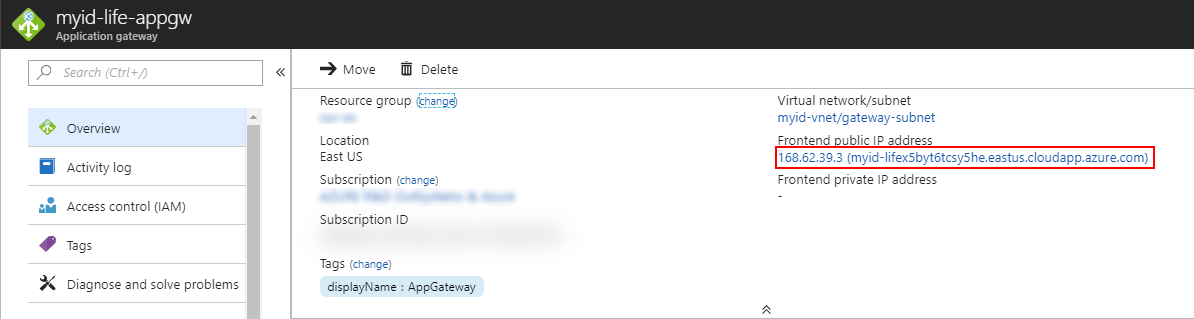 myid-life-appgw
Application gateway
Search (Ctrl+/)
«
Overview
Activity log
Access control (IAM)
Tags
Diagnose and solve problems
Move
Delete
Resource group (change)
Location
East US
Subscription (change)
Subscription ID
Tags (change)
displayName : AppGateway
Virtual network/subnet
myid-vnet/gateway-subnet
Frontend public IP address
168.62.39.3 (myid-lifex5byt6tcsy5he.eastus.cloudapp.azure.com)
Frontend private IP address
-